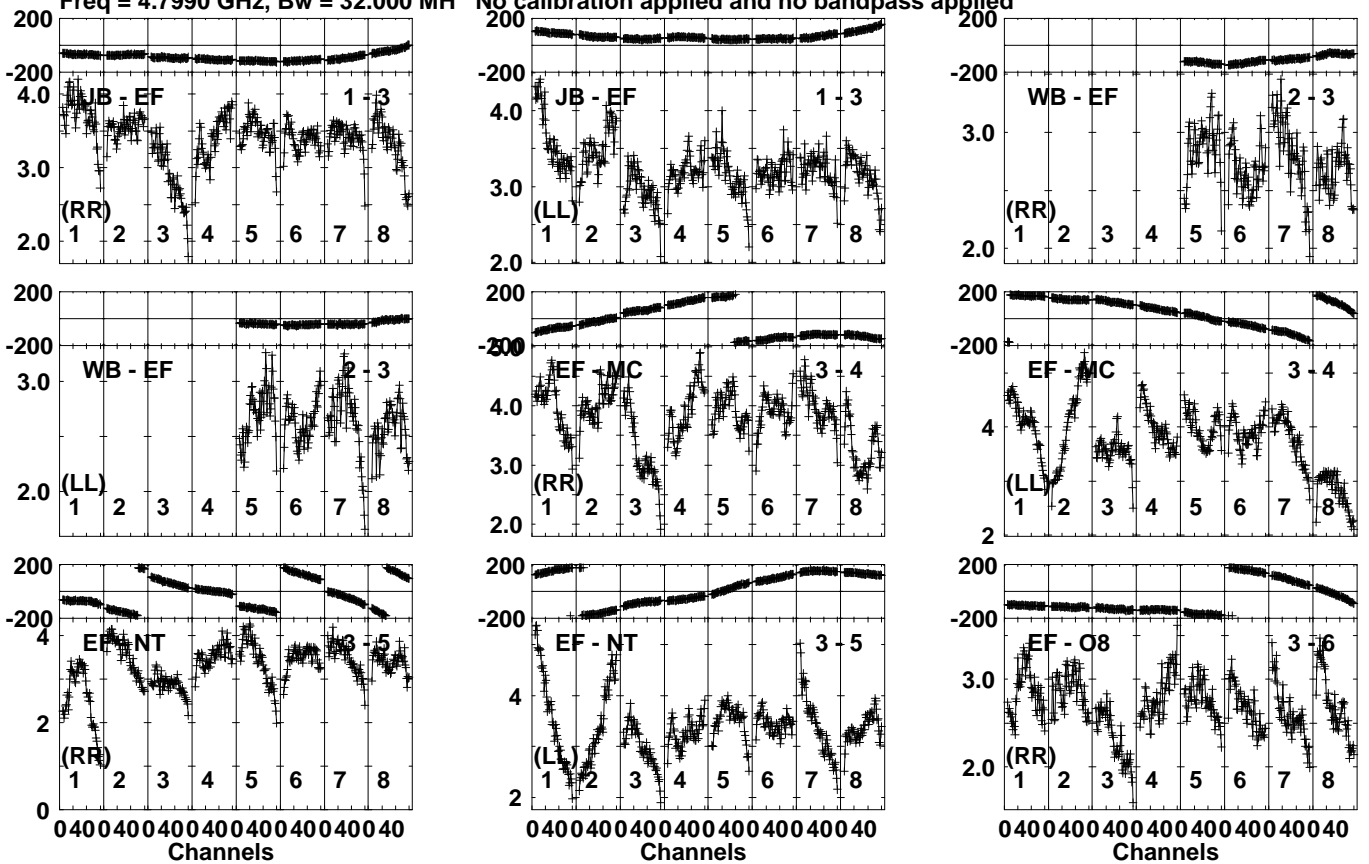 Freq = 4.7990 GHz, Bw = 32.000 MH No calibration applied and no bandpass applied
200
-200
4.0
3.0
2.0
JB - EF 1 - 3
(RR)
1 2 3 4 5 6 7 8
200
-200
4.0
3.0
2.0
JB - EF 1 - 3
(LL)
1 2 3 4 5 6 7 8
200
-200
3.0
2.0
WB - EF 2 - 3
(RR)
1 2 3 4 5 6 7 8
200
-200
3.0
2.0
WB - EF 2 - 3
(LL)
1 2 3 4 5 6 7 8
200
-200
5.0
4.0
3.0
2.0
EF - MC 3 - 4
(RR)
1 2 3 4 5 6 7 8
200
-200
4
2
EF - MC 3 - 4
(LL)
1 2 3 4 5 6 7 8
200
-200
4
2
0
EF - NT 3 - 5
(RR)
1 2 3 4 5 6 7 8
0 40 0 40 0 40 0 40 0 40 0 40 0 40 0 40
Channels
200
-200
4
2
EF - NT 3 - 5
(LL)
1 2 3 4 5 6 7 8
0 40 0 40 0 40 0 40 0 40 0 40 0 40 0 40
Channels
200
-200
3.0
2.0
EF - O8 3 - 6
(RR)
1 2 3 4 5 6 7 8
0 40 0 40 0 40 0 40 0 40 0 40 0 40 0 40
Channels